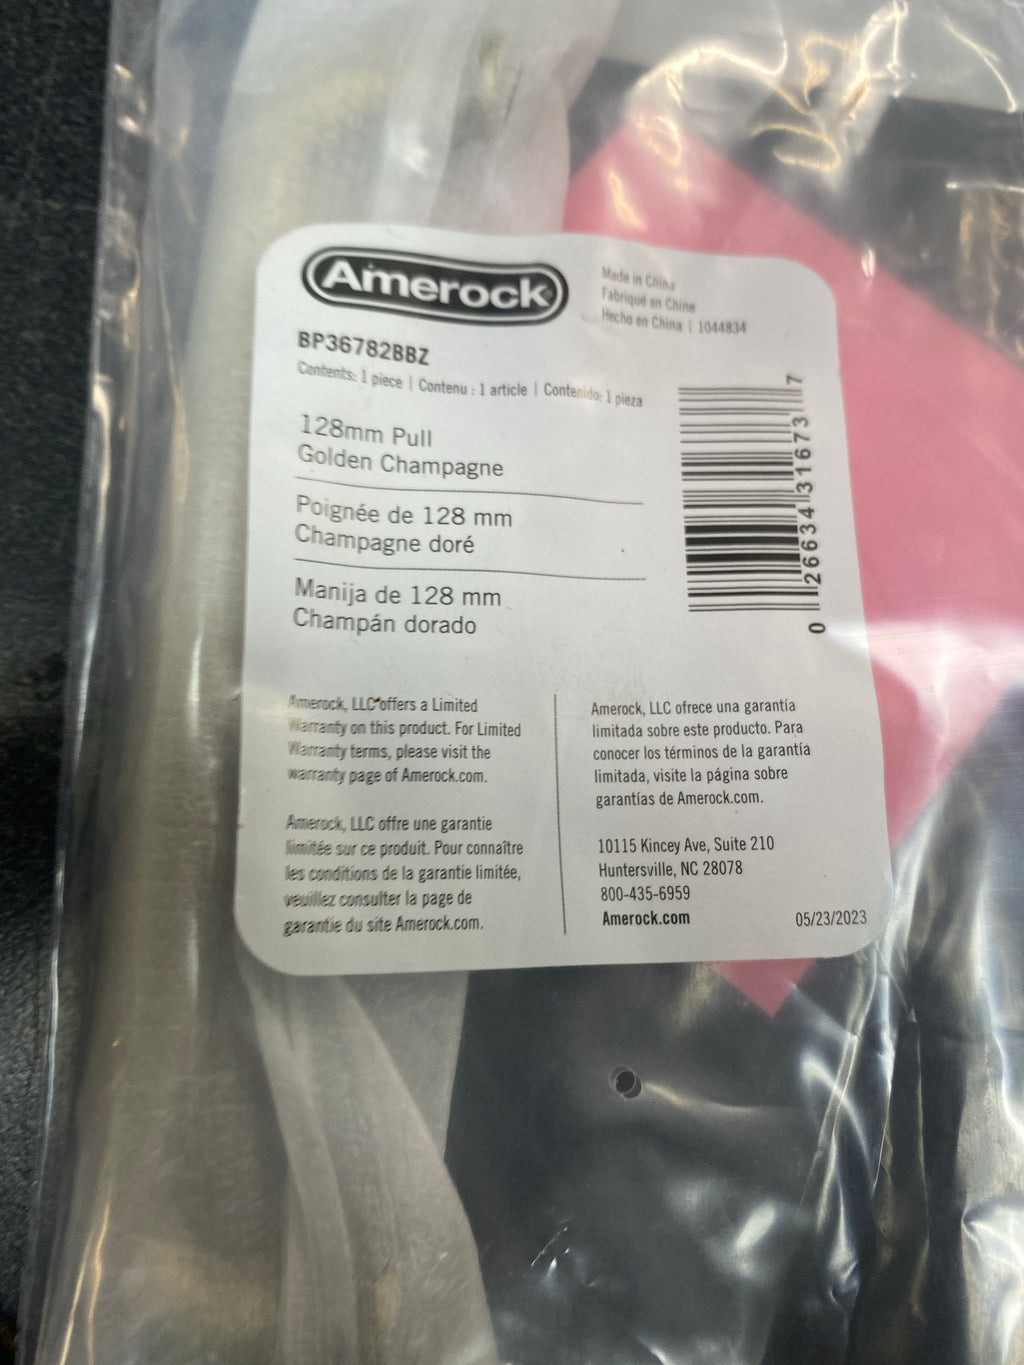 Amerock®
Made in China
Fabriqué en Chine
Hecho en China | 1044834
BP36782BBZ
Contents: 1 piece | Contenu : 1 article | Contenido: 1 pieza
128mm Pull
Golden Champagne
Poignée de 128 mm
Champagne doré
Manija de 128 mm
Champán dorado
0 26634 31673 7
Amerock, LLC offers a Limited
Warranty on this product. For Limited
Warranty terms, please visit the
warranty page of Amerock.com.
Amerock, LLC offre une garantie
limitée sur ce produit. Pour connaître
les conditions de la garantie limitée,
veuillez consulter la page de
garantie du site Amerock.com.
Amerock, LLC ofrece una garantía
limitada sobre este producto. Para
conocer los términos de la garantía
limitada, visite la página sobre
garantías de Amerock.com.
10115 Kincey Ave, Suite 210
Huntersville, NC 28078
800-435-6959
Amerock.com
05/23/2023